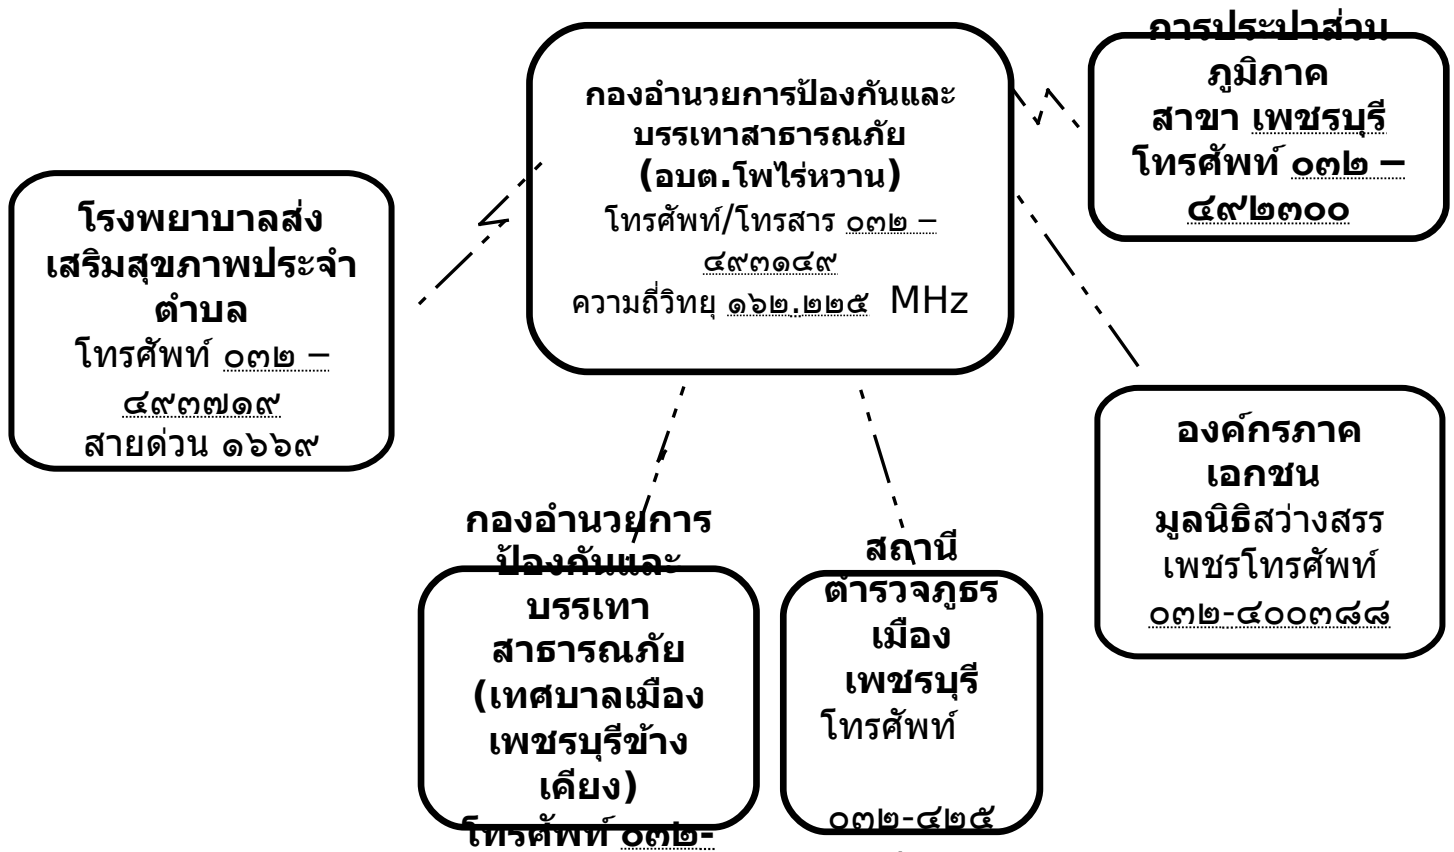 การประปาส่วน
ภูมิภาค
สาขา เพชรบุรี
โทรศัพท์ ๐๓๒ –
๔๙๒๓๐๐
กองอำนวยการป้องกันและ
บรรเทาสาธารณภัย
(อบต.โพไร่หวาน)
โทรศัพท์/โทรสาร ๐๓๒ –
๔๙๓๑๔๙
ความถี่วิทยุ ๑๖๒.๒๒๕ MHz
โรงพยาบาลส่ง
เสริมสุขภาพประจำ
ตำบล
โทรศัพท์ ๐๓๒ –
๔๙๓๗๑๙
สายด่วน ๑๖๖๙
องค์กรภาค
เอกชน
มูลนิธิสว่างสรร
เพชรโทรศัพท์
๐๓๒-๔๐๐๓๘๘
กองอำนวยการ
ป้องกันและ
บรรเทา
สาธารณภัย
(เทศบาลเมือง
เพชรบุรีข้าง
เคียง)
โทรศัพท์ ๐๓๒-
สถานี
ตำรวจภูธร
เมือง
เพชรบุรี
โทรศัพท์
๐๓๒-๔๒๕